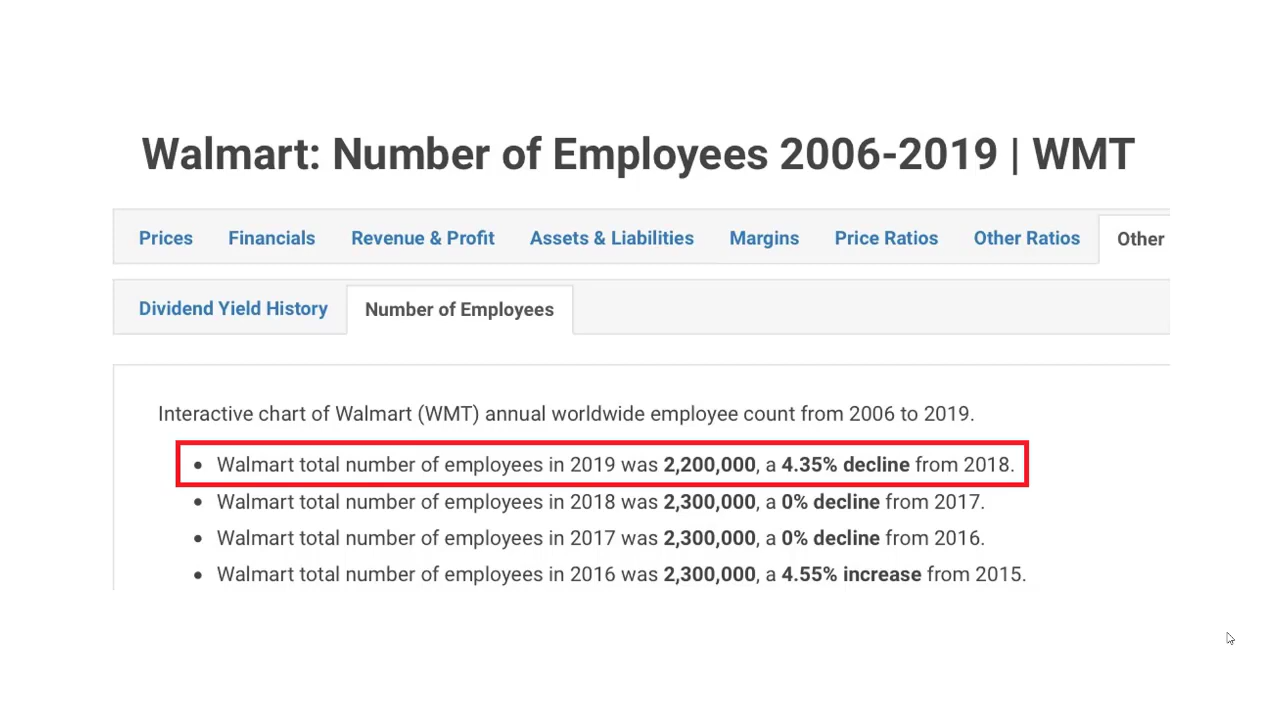 Walmart: Number of Employees 2006-2019 | WMT
Prices Financials Revenue & Profit Assets & Liabilities Margins Price Ratios Other Ratios Other
Dividend Yield History Number of Employees
Interactive chart of Walmart (WMT) annual worldwide employee count from 2006 to 2019.
• Walmart total number of employees in 2019 was 2,200,000, a 4.35% decline from 2018.
• Walmart total number of employees in 2018 was 2,300,000, a 0% decline from 2017.
• Walmart total number of employees in 2017 was 2,300,000, a 0% decline from 2016.
• Walmart total number of employees in 2016 was 2,300,000, a 4.55% increase from 2015.